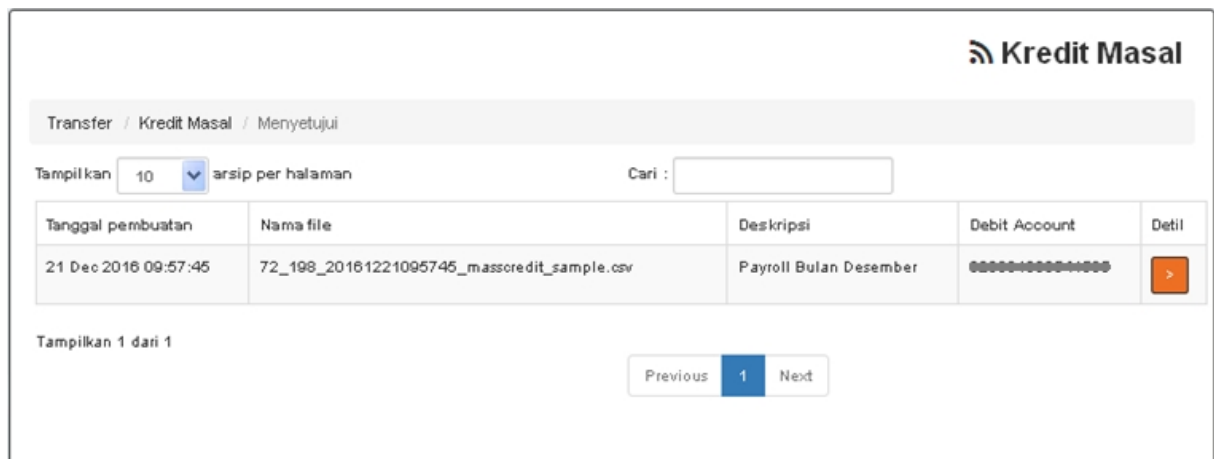 Kredit Masal
Transfer / Kredit Masal / Menyetujui
Tampilkan 10 arsip per halaman Cari :
Tanggal pembuatan Nama file Deskripsi Debit Account Detil
21 Dec 2016 09:57:45 72_198_20161221095745_masscredit_sample.csv Payroll Bulan Desember >
Tampilkan 1 dari 1
Previous 1 Next